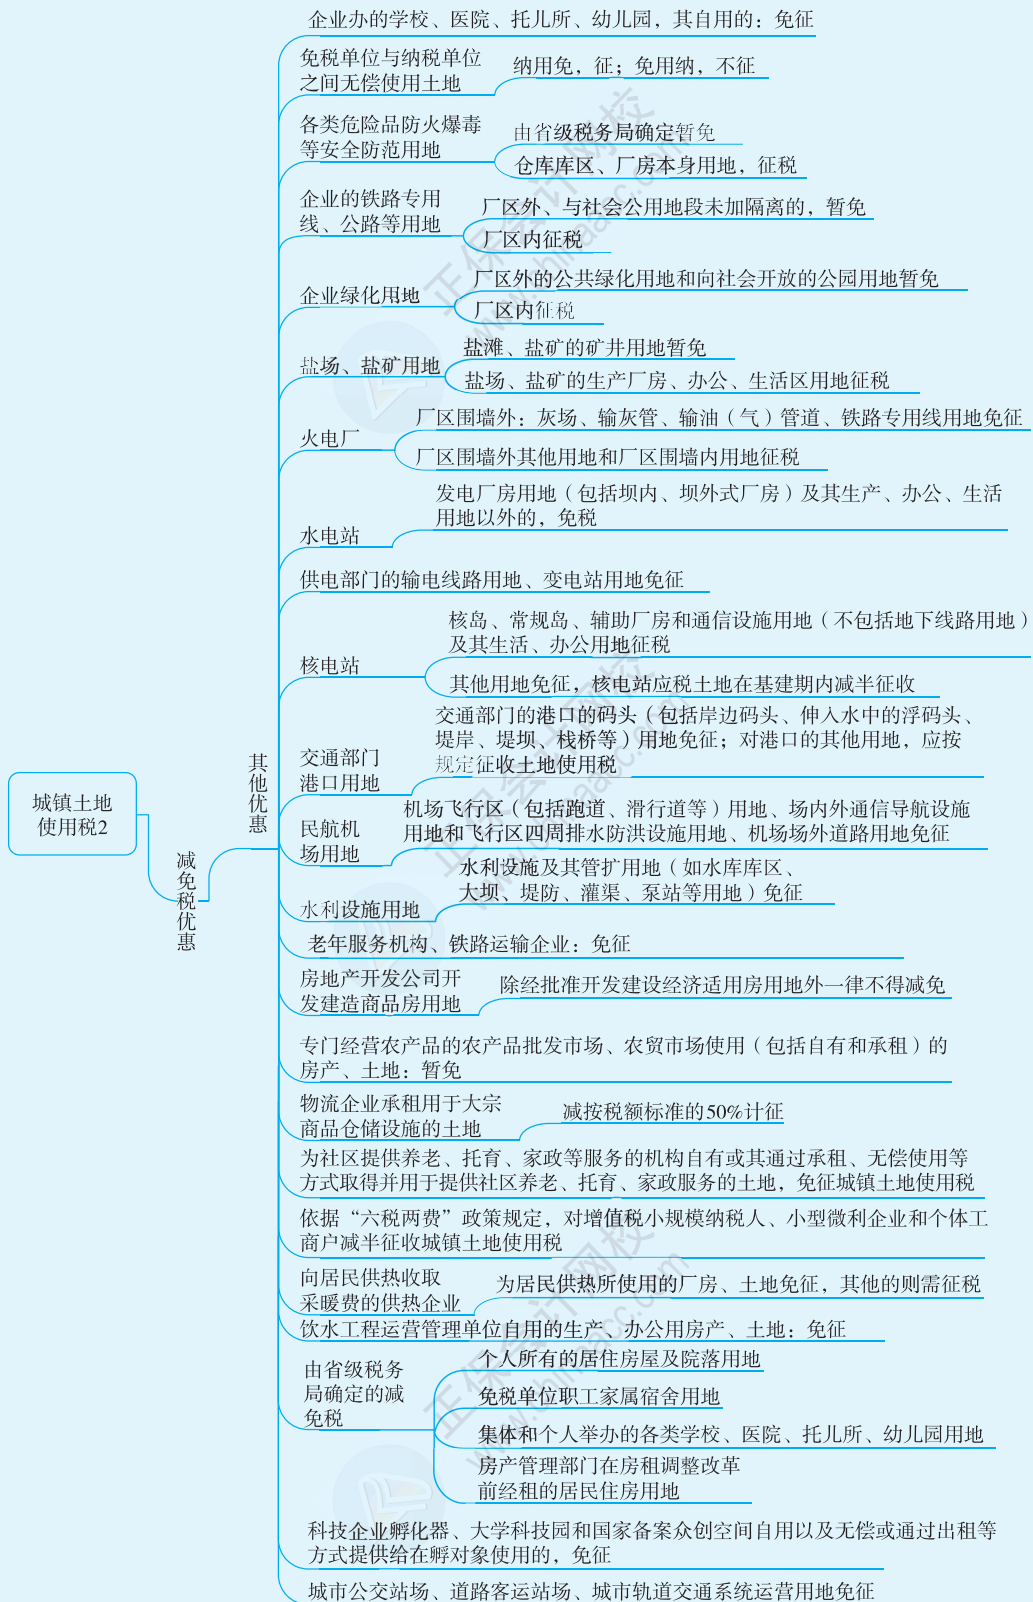 企业办的学校、医院、托儿所、幼儿园，其自用的：免征
免税单位与纳税单位
之间无偿使用土地
纳用免，征；免用纳，不征
各类危险品防火爆毒
等安全防范用地
由省级税务局确定暂免
仓库库区、厂房本身用地，征税
企业的铁路专用
线、公路等用地
厂区外、与社会公用地段未加隔离的，暂免
厂区内征税
企业绿化用地
厂区外的公共绿化用地和向社会开放的公园用地暂免
厂区内征税
盐场、盐矿用地
盐滩、盐矿的矿井用地暂免
盐场、盐矿的生产厂房、办公、生活区用地征税
火电厂
厂区围墙外：灰场、输灰管、输油（气）管道、铁路专用线用地免征
厂区围墙外其他用地和厂区围墙内用地征税
水电站
发电厂房用地（包括坝内、坝外式厂房）及其生产、办公、生活
用地以外的，免税
供电部门的输电线路用地、变电站用地免征
核电站
核岛、常规岛、辅助厂房和通信设施用地（不包括地下线路用地）
及其生活、办公用地征税
其他用地免征，核电站应税土地在基建期内减半征收
交通部门
港口用地
交通部门的港口的码头（包括岸边码头、伸入水中的浮码头、
堤岸、堤坝、栈桥等）用地免征；对港口的其他用地，应按
规定征收土地使用税
城镇土地
使用税2
减免税优惠
其他优惠
民航机
场用地
机场飞行区（包括跑道、滑行道等）用地、场内外通信导航设施
用地和飞行区四周排水防洪设施用地、机场场外道路用地免征
水利设施用地
水利设施及其管扩用地（如水库库区、
大坝、堤防、灌渠、泵站等用地）免征
老年服务机构、铁路运输企业：免征
房地产开发公司开
发建造商品房用地
除经批准开发建设经济适用房用地外一律不得减免
专门经营农产品的农产品批发市场、农贸市场使用（包括自有和承租）的
房产、土地：暂免
物流企业承租用于大宗
商品仓储设施的土地
减按税额标准的50%计征
为社区提供养老、托育、家政等服务的机构自有或其通过承租、无偿使用等
方式取得并用于提供社区养老、托育、家政服务的土地，免征城镇土地使用税
依据“六税两费”政策规定，对增值税小规模纳税人、小型微利企业和个体工
商户减半征收城镇土地使用税
向居民供热收取
采暖费的供热企业
为居民供热所使用的厂房、土地免征，其他的则需征税
饮水工程运营管理单位自用的生产、办公用房产、土地：免征
由省级税务
局确定的减
免税
个人所有的居住房屋及院落用地
免税单位职工家属宿舍用地
集体和个人举办的各类学校、医院、托儿所、幼儿园用地
房产管理部门在房租调整改革
前经租的居民住房用地
科技企业孵化器、大学科技园和国家备案众创空间自用以及无偿或通过出租等
方式提供给在孵对象使用的，免征
城市公交站场、道路客运站场、城市轨道交通系统运营用地免征
正保会计网校
www.chinaacc.com
正保会计网校
www.chinaacc.com
正保会计网校
www.chinaacc.com